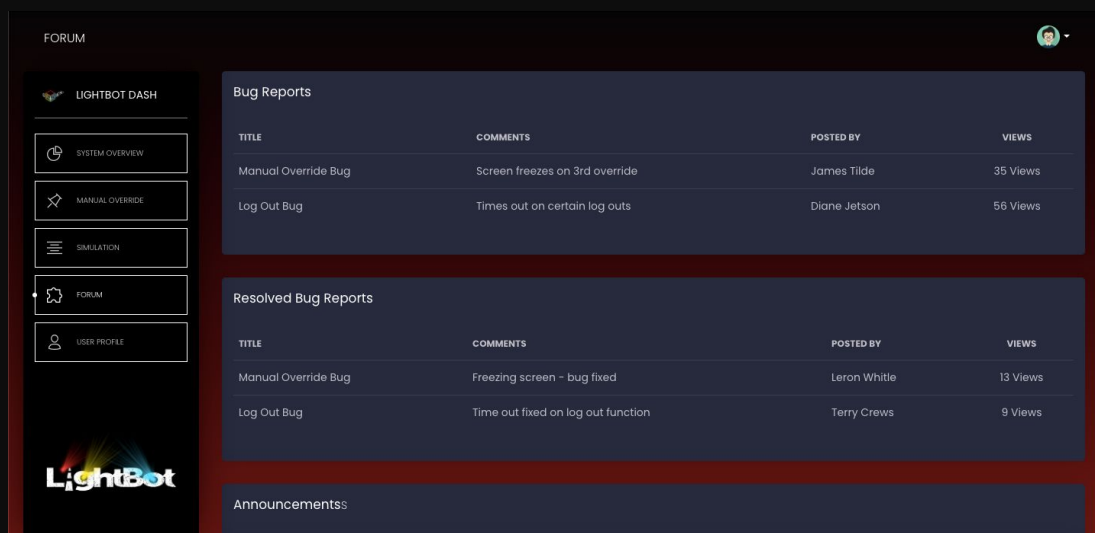 FORUM
LIGHTBOT DASH
SYSTEM OVERVIEW
MANUAL OVERRIDE
SIMULATION
FORUM
USER PROFILE
LightBot
Bug Reports
TITLE COMMENTS POSTED BY VIEWS
Manual Override Bug Screen freezes on 3rd override James Tilde 35 Views
Log Out Bug Times out on certain log outs Diane Jetson 56 Views
Resolved Bug Reports
TITLE COMMENTS POSTED BY VIEWS
Manual Override Bug Freezing screen - bug fixed Leron Whitle 13 Views
Log Out Bug Time out fixed on log out function Terry Crews 9 Views
Announcementss